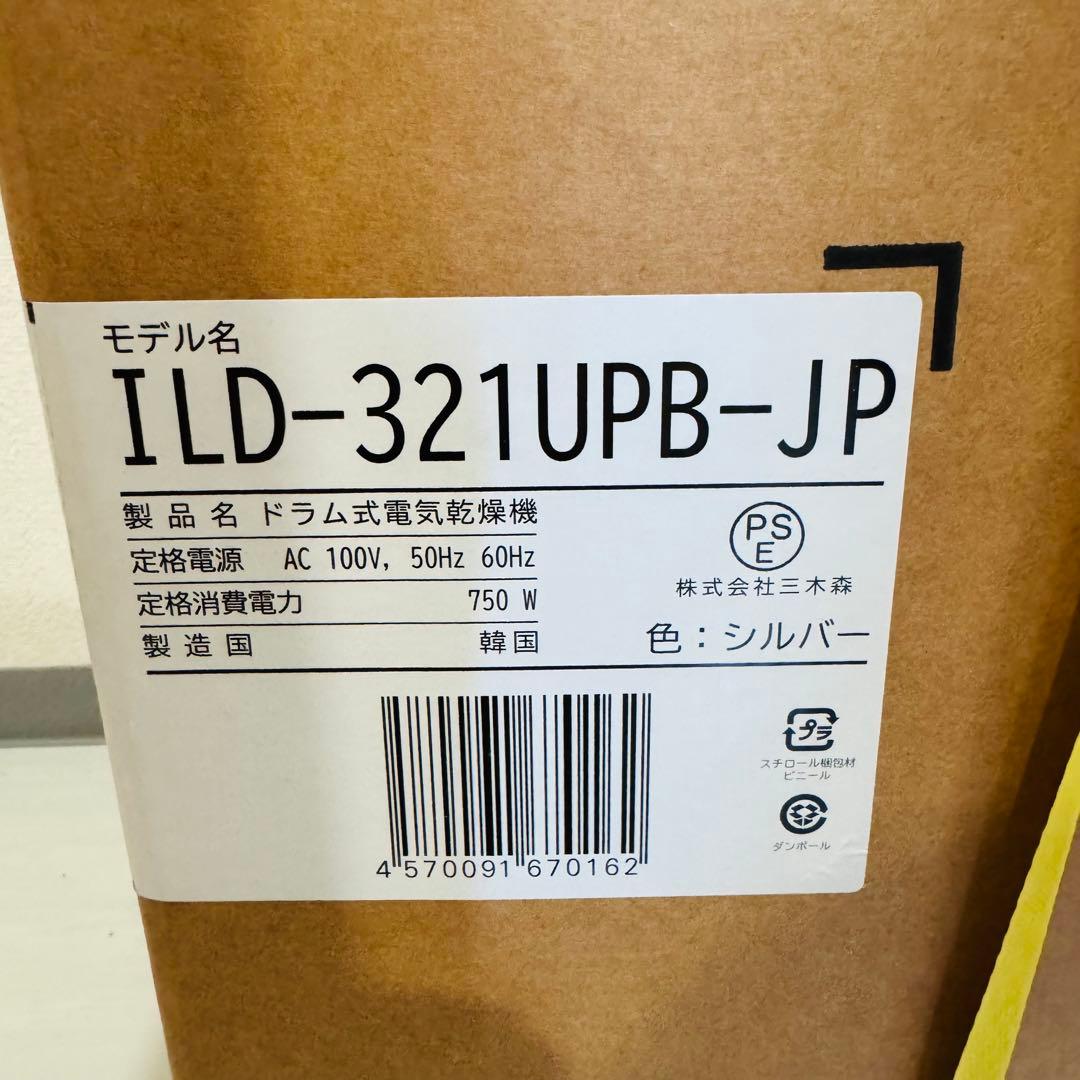 モデル名
ILD-321UPB-JP
製品名 ドラム式電気乾燥機
定格電源 AC 100V, 50Hz 60Hz
定格消費電力 750 W
製造国 韓国
PS
E
株式会社三木森
色：シルバー
プラ
スチロール梱包材
ビニール
ダンボール
4 570091 670162